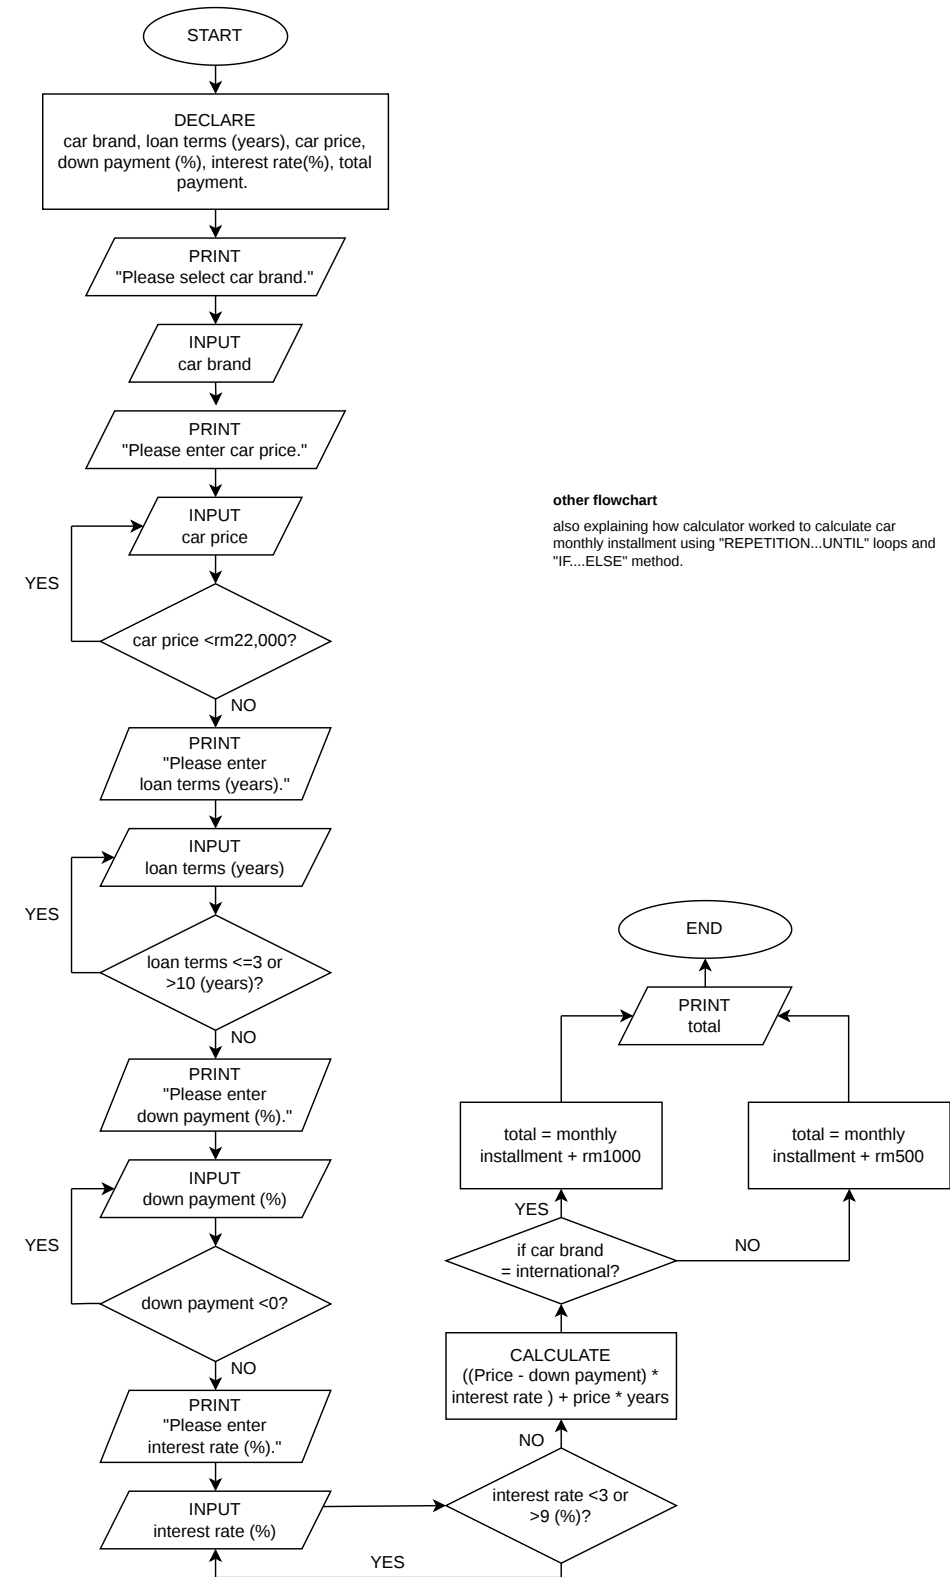 START
DECLARE
car brand, loan terms (years), car price,
down payment (%), interest rate(%), total
payment.
PRINT
"Please select car brand."
INPUT
car brand
PRINT
"Please enter car price."
INPUT
car price
YES
car price <rm22,000?
NO
PRINT
"Please enter
loan terms (years)."
INPUT
loan terms (years)
YES
loan terms <=3 or
>10 (years)?
NO
PRINT
"Please enter
down payment (%)."
INPUT
down payment (%)
YES
down payment <0?
NO
PRINT
"Please enter
interest rate (%)."
INPUT
interest rate (%)
YES
interest rate <3 or
>9 (%)?
NO
CALCULATE
((Price - down payment) *
interest rate ) + price * years
if car brand
= international?
YES
NO
total = monthly
installment + rm1000
total = monthly
installment + rm500
PRINT
total
END
other flowchart
also explaining how calculator worked to calculate car
monthly installment using "REPETITION...UNTIL" loops and
"IF....ELSE" method.